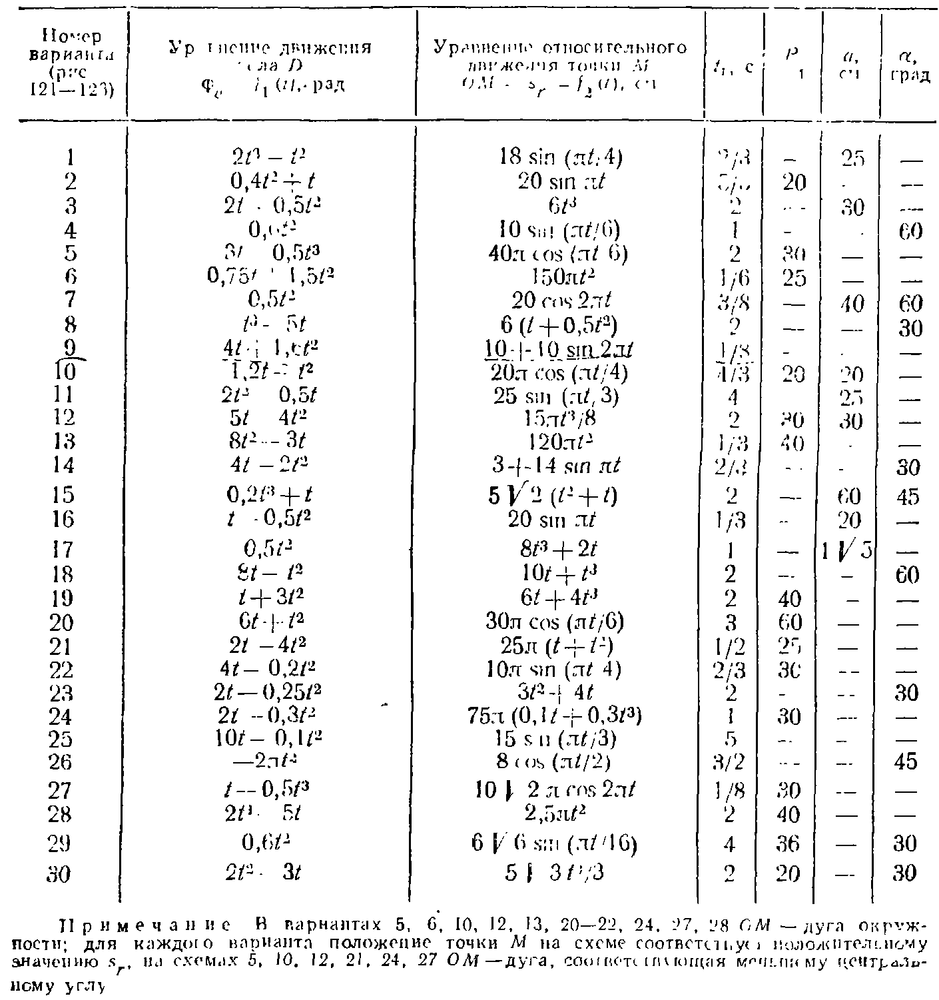 Номер варианта (рис 121—123) Уравнение движения тела D φe = f1 (t), рад Уравнение относительного движения точки M OM = sr = f2 (t), см t1, с R, см a, см α, град
1 2t³ — t² 18 sin (πt/4) 2/3 — 25 —
2 0,4t² + t 20 sin πt 20 —
3 2t 0,5t² 6t³ 2 — 30 —
4 t² 10 sin (πt/6) 1 - 60
5 3t 0,5t³ 40π cos (πt 6) 2 30 — —
6 0,75t 1,5t² 150πt² 1/6 25 — —
7 0,5t² 20 cos 2πt 3/8 — 40 60
8 5t 6 (t + 0,5t²) 2 — — 30
9 4t + t² 10 + 10 sin 2πt 1/8 - —
10 1,2t t² 20π cos (πt/4) 4/3 20 20 —
11 2t² 0,5t 25 sin (πt/3) 4 25 —
12 5t 4t² 15πt³/8 2 30 30 —
13 8t² — 3t 120πt² 1/3 40 —
14 4t — 2t² 3 + 14 sin πt 2/3 - - 30
15 0,2t³ + t 5 √2 (t² + t) 2 — 60 45
16 t 0,5t² 20 sin πt 1/3 - 20 —
17 0,5t² 8t³ + 2t 1 — √5 —
18 8t — t² 10t + t³ 2 — — 60
19 t + 3t² 6t + 4t³ 2 40 — —
20 6t + t² 30π cos (πt/6) 3 60 — —
21 2t — 4t² 25π (t + t²) 1/2 25 — —
22 4t — 0,2t² 10π sin (πt 4) 2/3 30 — —
23 2t — 0,25t² 3t² + 4t 2 - — 30
24 2t — 0,3t² 75π (0,1t + 0,3t³) 1 30 — —
25 10t — 0,1t² 15 sin (πt/3) 5 — — —
26 —2πt² 8 cos (πt/2) 3/2 — — 45
27 t — 0,5t³ 10 √2 π cos 2πt 1/8 30 — —
28 5t 2,5πt² 2 40 — —
29 0,6t² 6 √6 sin (πt/16) 4 36 — 30
30 2t² 3t 5 √3 /3 2 20 — 30
Примечание В вариантах 5, 6, 10, 12, 13, 20—22, 24, 27, 28 OM — дуга окруж-
ности; для каждого варианта положение точки M на схеме соответствует положительному
значению sr, на схемах 5, 10, 12, 21, 24, 27 OM — дуга, соответствующая меньшему централь-
ному углу